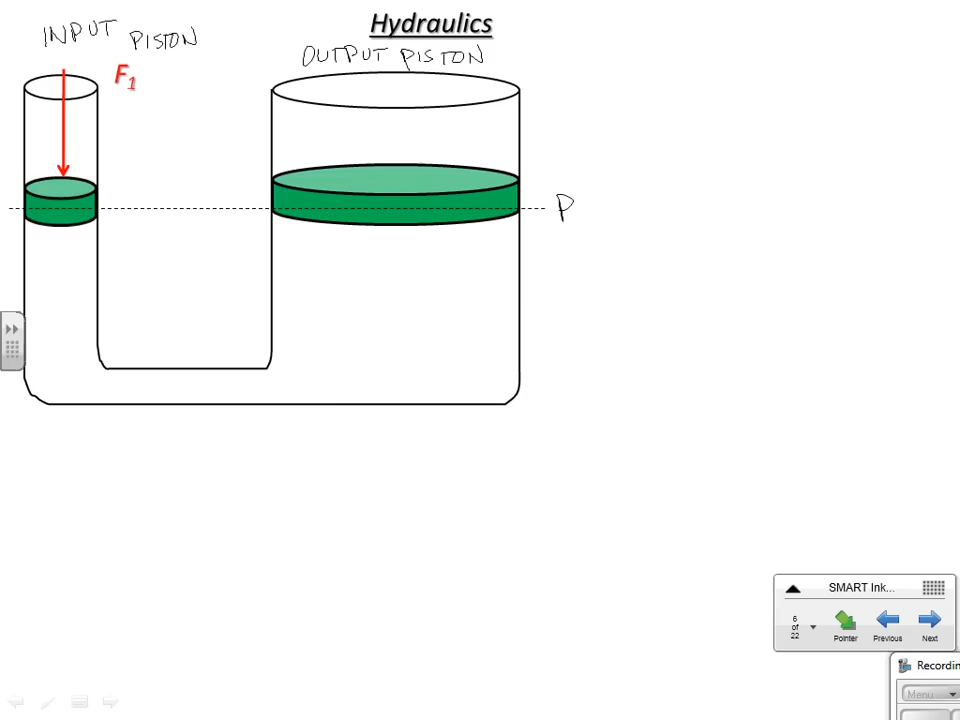 Hydraulics
INPUT PISTON
OUTPUT PISTON
F1
P
SMART Ink...
6
of
22
Pointer
Previous
Next
Recordin
Menu